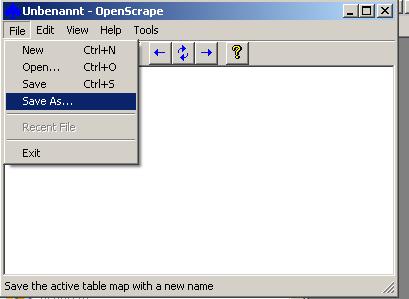 Unbenannt - OpenScrape
File Edit View Help Tools
New Ctrl+N
Open... Ctrl+O
Save Ctrl+S
Save As...
Recent File
Exit
Save the active table map with a new name